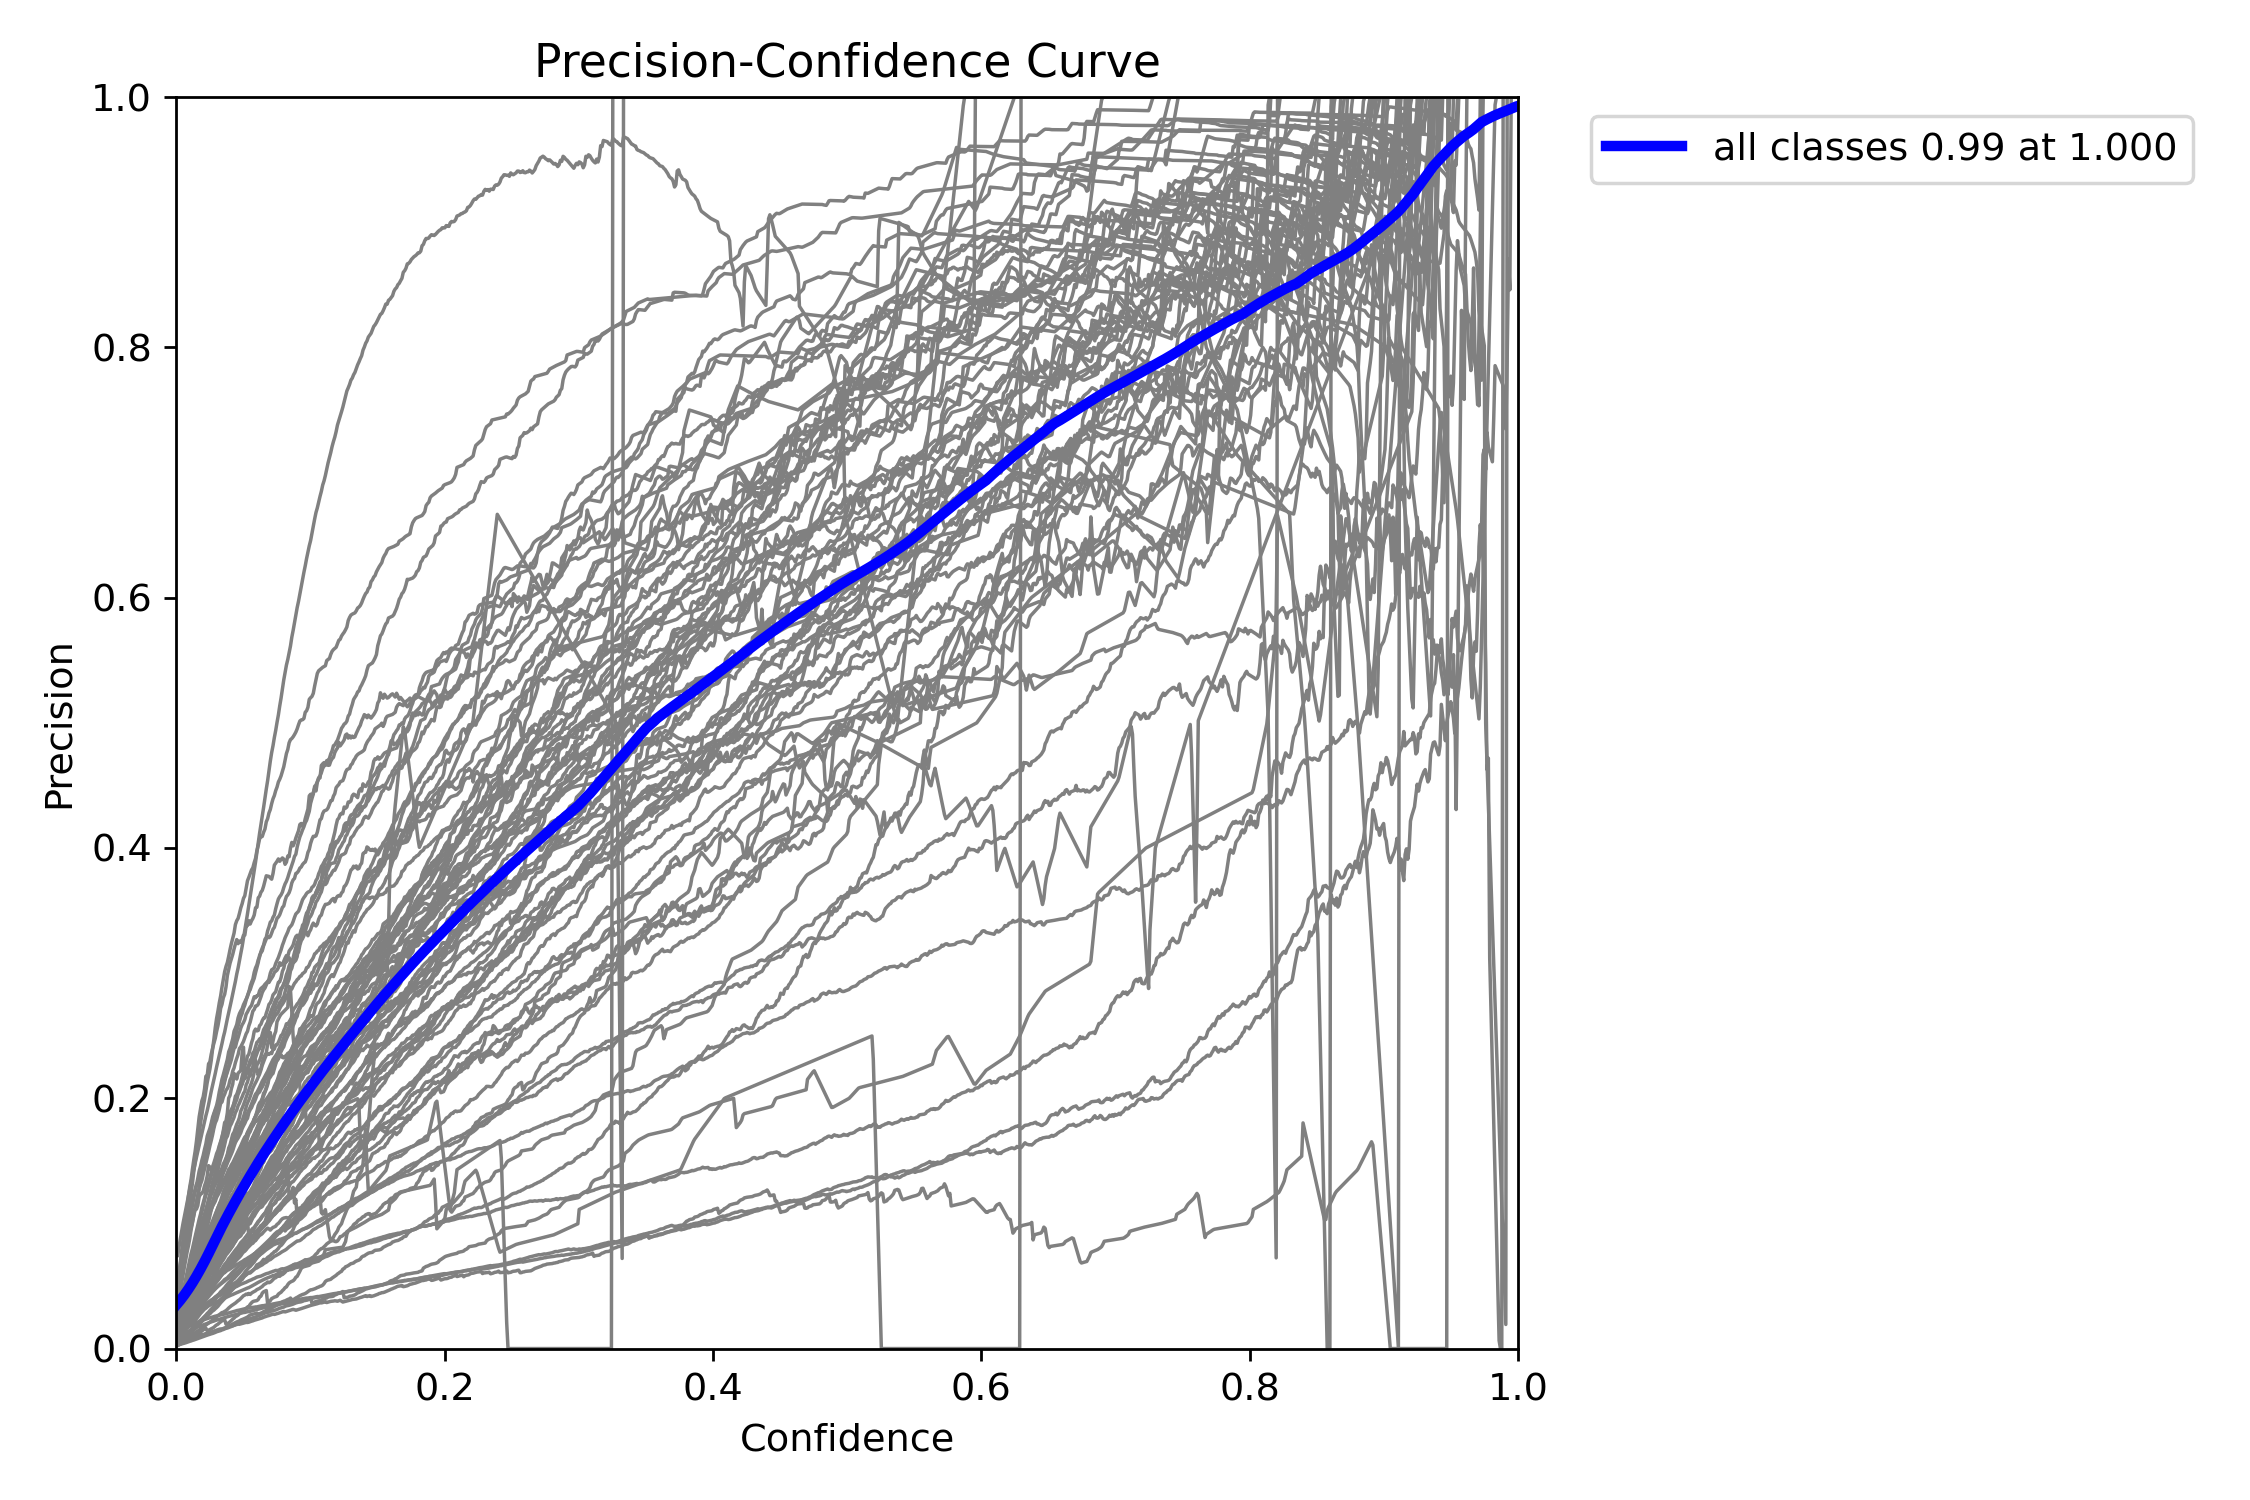 Precision-Confidence Curve
all classes 0.99 at 1.000
Precision
1.0
0.8
0.6
0.4
0.2
0.0
0.0 0.2 0.4 0.6 0.8 1.0
Confidence